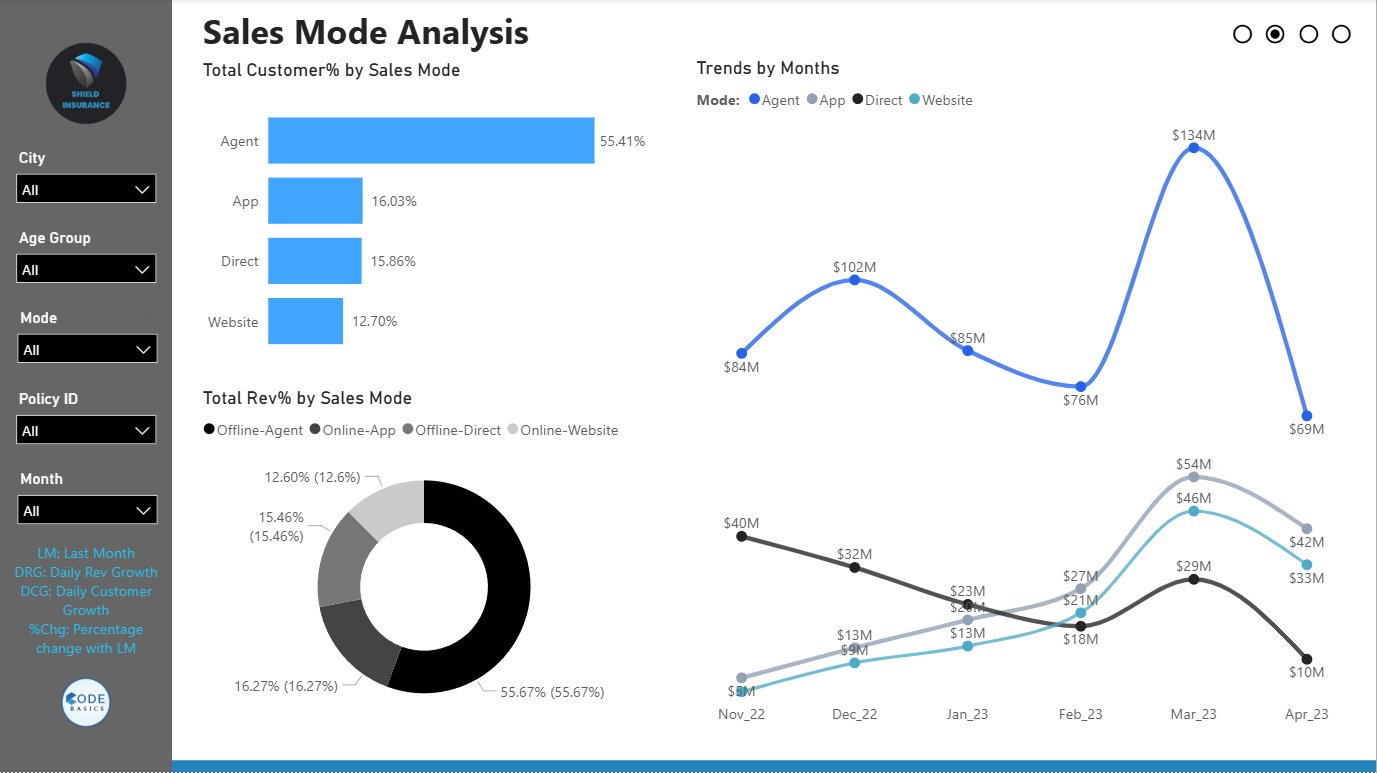 SHIELD
INSURANCE
City
All
Age Group
All
Mode
All
Policy ID
All
Month
All
LM: Last Month
DRG: Daily Rev Growth
DCG: Daily Customer
Growth
%Chg: Percentage
change with LM
CODE
BASICS
Sales Mode Analysis
Total Customer% by Sales Mode
Agent 55.41%
App 16.03%
Direct 15.86%
Website 12.70%
Total Rev% by Sales Mode
Offline-Agent Online-App Offline-Direct Online-Website
12.60% (12.6%)
15.46%
(15.46%)
16.27% (16.27%)
55.67% (55.67%)
Trends by Months
Mode: Agent App Direct Website
$134M
$102M
$85M
$84M
$76M
$69M
$54M
$46M
$40M
$42M
$32M
$33M
$29M
$27M
$23M
$21M
$13M
$13M
$18M
$9M
$10M
$5M
Nov_22 Dec_22 Jan_23 Feb_23 Mar_23 Apr_23